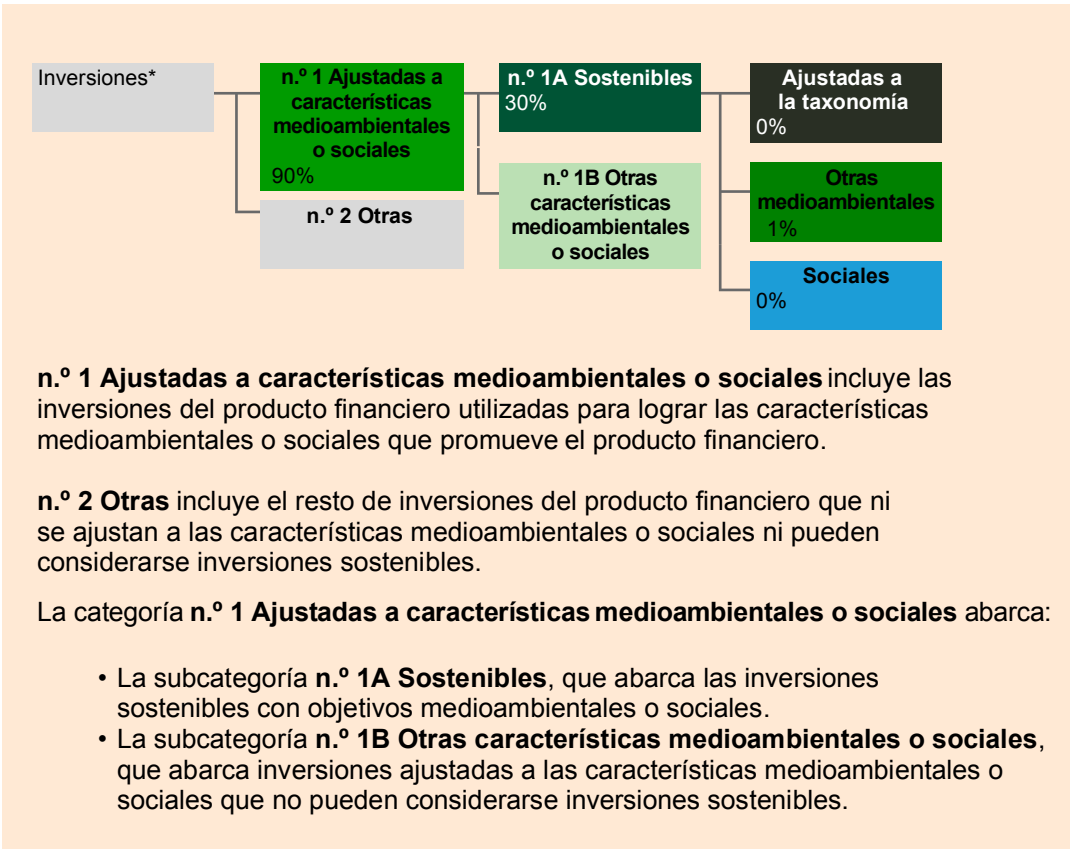 Inversiones*
n.º 1 Ajustadas a
características
medioambientales
o sociales
90%
n.º 2 Otras
n.º 1A Sostenibles
30%
n.º 1B Otras
características
medioambientales
o sociales
Ajustadas a
la taxonomía
0%
Otras
medioambientales
1%
Sociales
0%
n.º 1 Ajustadas a características medioambientales o sociales incluye las
inversiones del producto financiero utilizadas para lograr las características
medioambientales o sociales que promueve el producto financiero.
n.º 2 Otras incluye el resto de inversiones del producto financiero que ni
se ajustan a las características medioambientales o sociales ni pueden
considerarse inversiones sostenibles.
La categoría n.º 1 Ajustadas a características medioambientales o sociales abarca:
• La subcategoría n.º 1A Sostenibles, que abarca las inversiones
sostenibles con objetivos medioambientales o sociales.
• La subcategoría n.º 1B Otras características medioambientales o sociales,
que abarca inversiones ajustadas a las características medioambientales o
sociales que no pueden considerarse inversiones sostenibles.